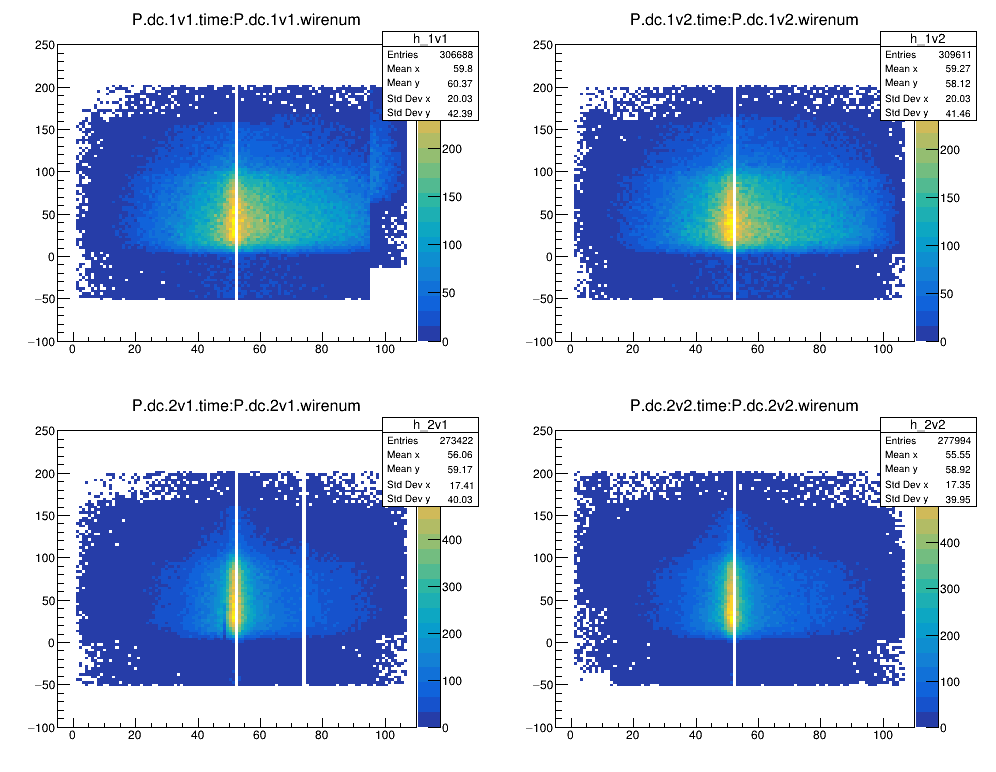 P.dc.1v1.time:P.dc.1v1.wirenum
h_1v1
Entries 306688
Mean x 59.8
Mean y 60.37
Std Dev x 20.03
Std Dev y 42.39
250
200
150
100
50
0
−50
−100
0 20 40 60 80 100
200
150
100
50
0
P.dc.1v2.time:P.dc.1v2.wirenum
h_1v2
Entries 309611
Mean x 59.27
Mean y 58.12
Std Dev x 20.03
Std Dev y 41.46
250
200
150
100
50
0
−50
−100
0 20 40 60 80 100
200
150
100
50
0
P.dc.2v1.time:P.dc.2v1.wirenum
h_2v1
Entries 273422
Mean x 56.06
Mean y 59.17
Std Dev x 17.41
Std Dev y 40.03
250
200
150
100
50
0
−50
−100
0 20 40 60 80 100
400
300
200
100
0
P.dc.2v2.time:P.dc.2v2.wirenum
h_2v2
Entries 277994
Mean x 55.55
Mean y 58.92
Std Dev x 17.35
Std Dev y 39.95
250
200
150
100
50
0
−50
−100
0 20 40 60 80 100
400
300
200
100
0